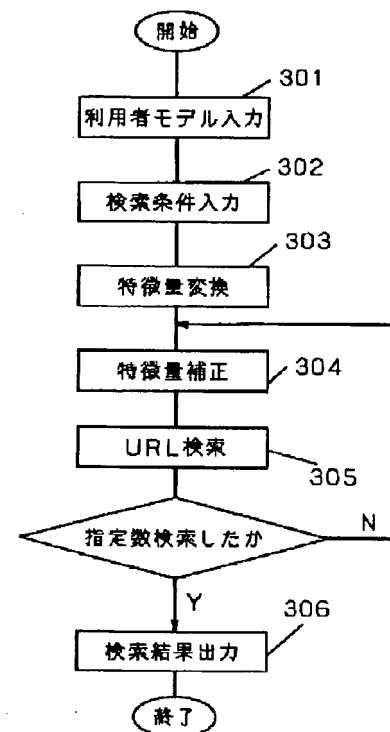 開始
301
利用者モデル入力
302
検索条件入力
303
特徴量変換
特徴量補正
304
URL検索
305
指定数検索したか
N
Y
306
検索結果出力
終了